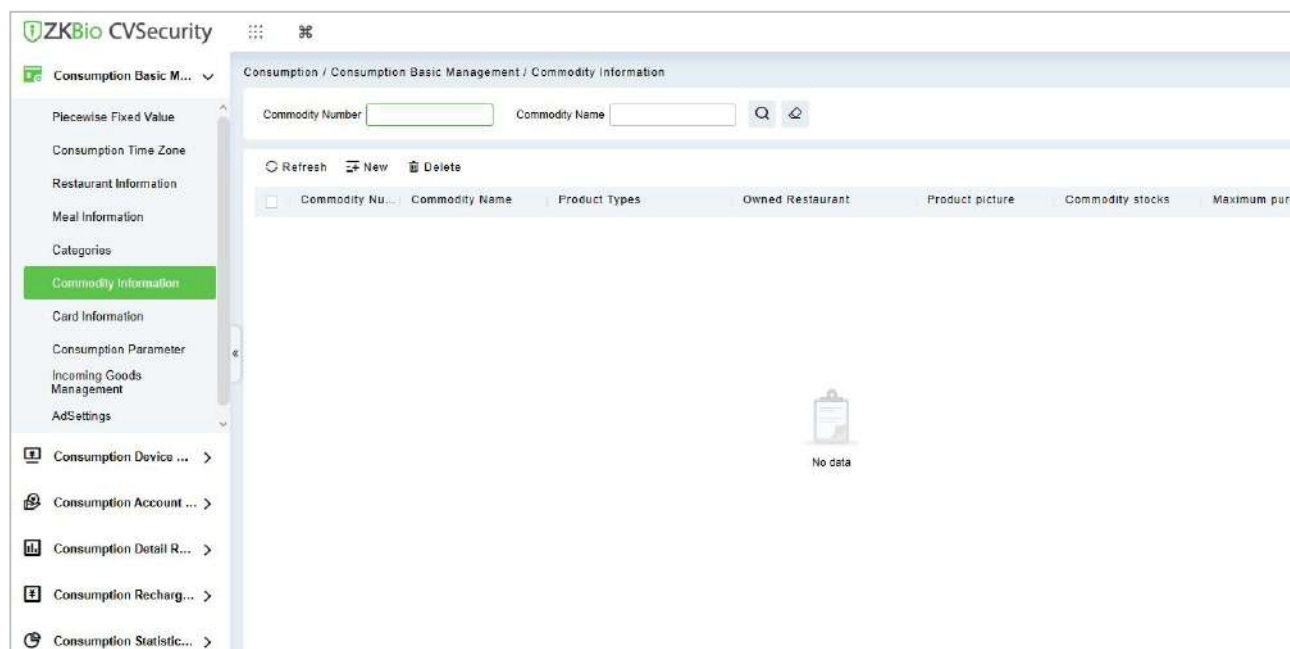 ZKBio CVSecurity
Consumption Basic M...
Consumption / Consumption Basic Management / Commodity Information
Piecewise Fixed Value
Consumption Time Zone
Restaurant Information
Meal Information
Categories
Commodity Information
Card Information
Consumption Parameter
Incoming Goods
Management
AdSettings
Consumption Device ...
Consumption Account ...
Consumption Detail R...
Consumption Recharg...
Consumption Statistic...
Commodity Number
Commodity Name
Refresh New Delete
Commodity Nu... Commodity Name Product Types Owned Restaurant Product picture Commodity stocks Maximum pur
No data